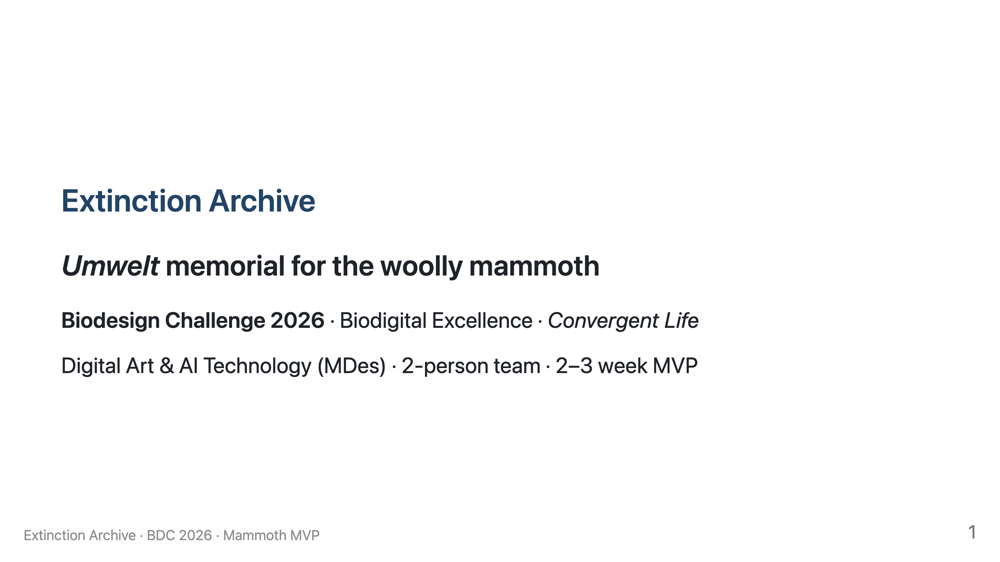 Extinction Archive
Umwelt memorial for the woolly mammoth
Biodesign Challenge 2026 · Biodigital Excellence · Convergent Life
Digital Art & AI Technology (MDes) · 2-person team · 2–3 week MVP
Extinction Archive · BDC 2026 · Mammoth MVP
1